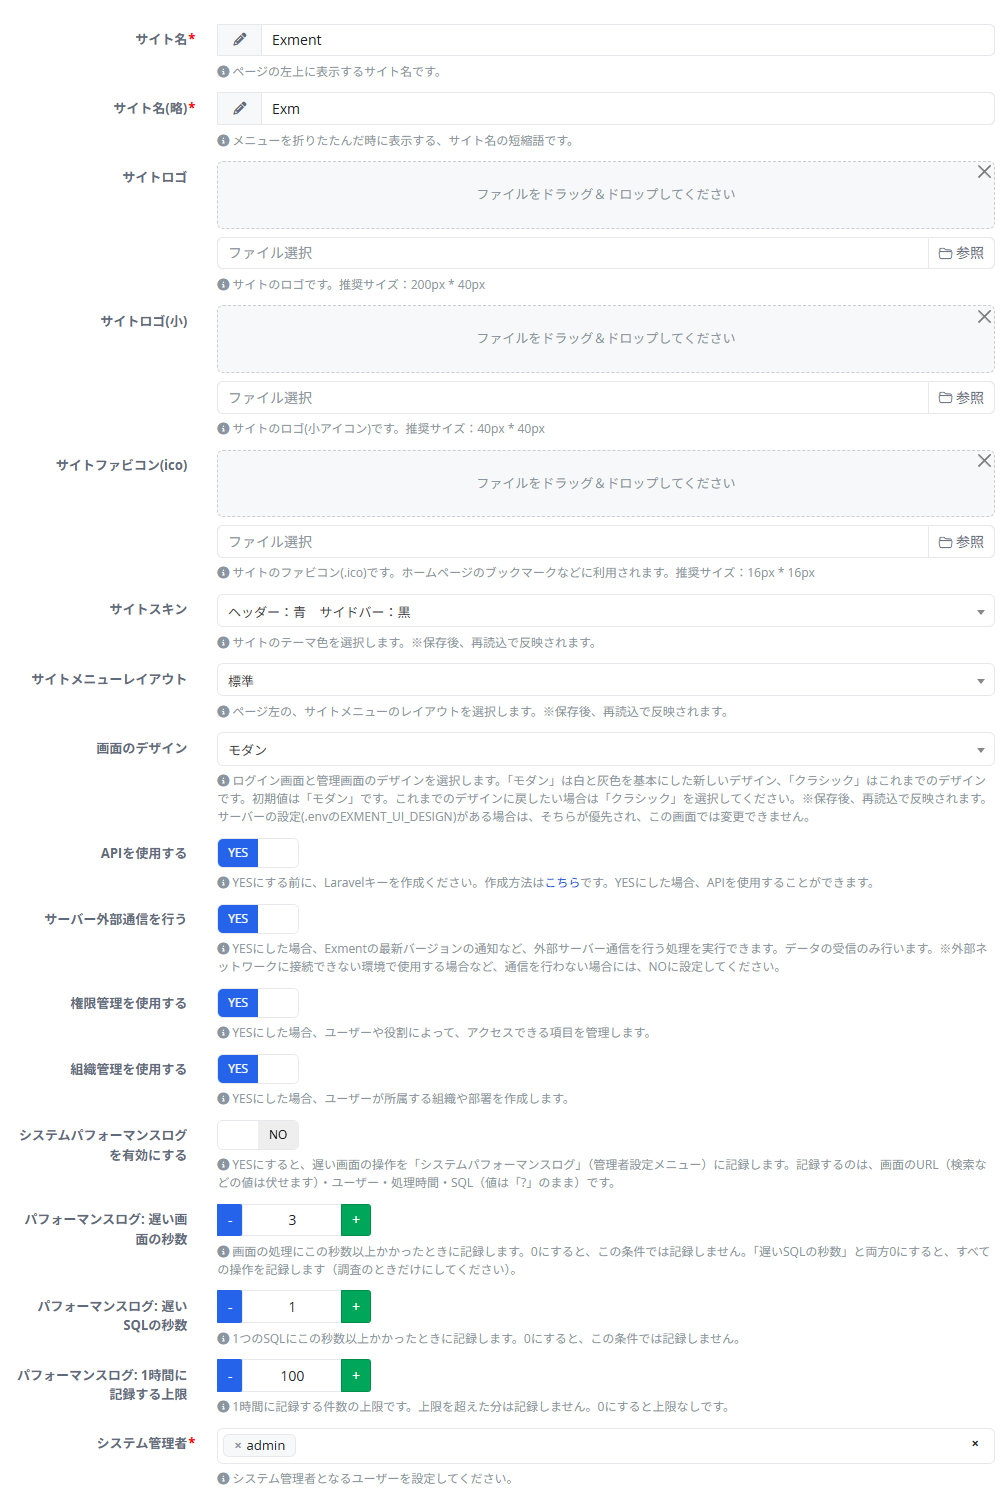 サイト名*
Exment
ページの左上に表示するサイト名です。
サイト名(略)*
Exm
メニューを折りたたんだ時に表示する、サイト名の短縮語です。
サイトロゴ
ファイルをドラッグ＆ドロップしてください
ファイル選択
参照
サイトのロゴです。推奨サイズ：200px * 40px
サイトロゴ(小)
ファイルをドラッグ＆ドロップしてください
ファイル選択
参照
サイトのロゴ(小アイコン)です。推奨サイズ：40px * 40px
サイトファビコン(ico)
ファイルをドラッグ＆ドロップしてください
ファイル選択
参照
サイトのファビコン(.ico)です。ホームページのブックマークなどに利用されます。推奨サイズ：16px * 16px
サイトスキン
ヘッダー：青　サイドバー：黒
サイトのテーマ色を選択します。※保存後、再読込で反映されます。
サイトメニューレイアウト
標準
ページ左の、サイトメニューのレイアウトを選択します。※保存後、再読込で反映されます。
画面のデザイン
モダン
ログイン画面と管理画面のデザインを選択します。「モダン」は白と灰色を基本にした新しいデザイン、「クラシック」はこれまでのデザイン
です。初期値は「モダン」です。これまでのデザインに戻したい場合は「クラシック」を選択してください。※保存後、再読込で反映されます。
サーバーの設定(.envのEXMENT_UI_DESIGN)がある場合は、そちらが優先され、この画面では変更できません。
APIを使用する
YES
YESにする前に、Laravelキーを作成ください。作成方法はこちらです。YESにした場合、APIを使用することができます。
サーバー外部通信を行う
YES
YESにした場合、Exmentの最新バージョンの通知など、外部サーバー通信を行う処理を実行できます。データの受信のみ行います。※外部ネ
ットワークに接続できない環境で使用する場合など、通信を行わない場合には、NOに設定してください。
権限管理を使用する
YES
YESにした場合、ユーザーや役割によって、アクセスできる項目を管理します。
組織管理を使用する
YES
YESにした場合、ユーザーが所属する組織や部署を作成します。
システムパフォーマンスログ
を有効にする
NO
YESにすると、遅い画面の操作を「システムパフォーマンスログ」（管理者設定メニュー）に記録します。記録するのは、画面のURL（検索な
どの値は伏せます）・ユーザー・処理時間・SQL（値は「?」のまま）です。
パフォーマンスログ: 遅い画
面の秒数
- 3 +
画面の処理にこの秒数以上かかったときに記録します。0にすると、この条件では記録しません。「遅いSQLの秒数」と両方0にすると、すべて
の操作を記録します（調査のときだけにしてください）。
パフォーマンスログ: 遅い
SQLの秒数
- 1 +
1つのSQLにこの秒数以上かかったときに記録します。0にすると、この条件では記録しません。
パフォーマンスログ: 1時間に
記録する上限
- 100 +
1時間に記録する件数の上限です。上限を超えた分は記録しません。0にすると上限なしです。
システム管理者*
× admin ×
システム管理者となるユーザーを設定してください。